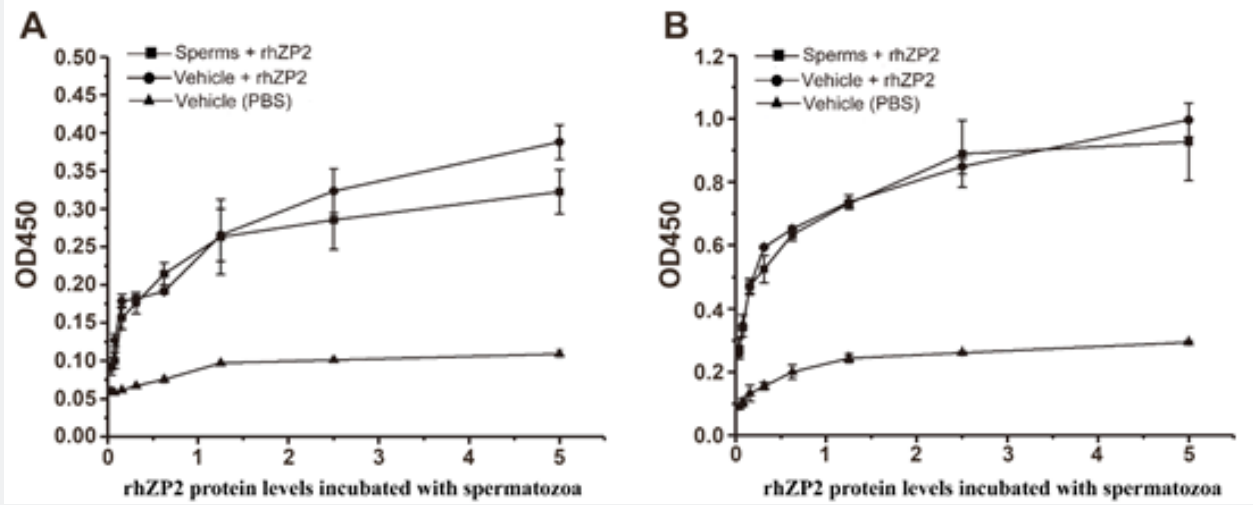 A
Sperms + rhZP2
Vehicle + rhZP2
Vehicle (PBS)
0.50
0.45
0.40
0.35
0.30
0.25
0.20
0.15
0.10
0.05
0.00
OD450
0 1 2 3 4 5
rhZP2 protein levels incubated with spermatozoa
B
Sperms + rhZP2
Vehicle + rhZP2
Vehicle (PBS)
1.2
1.0
0.8
0.6
0.4
0.2
0.0
OD450
0 1 2 3 4 5
rhZP2 protein levels incubated with spermatozoa